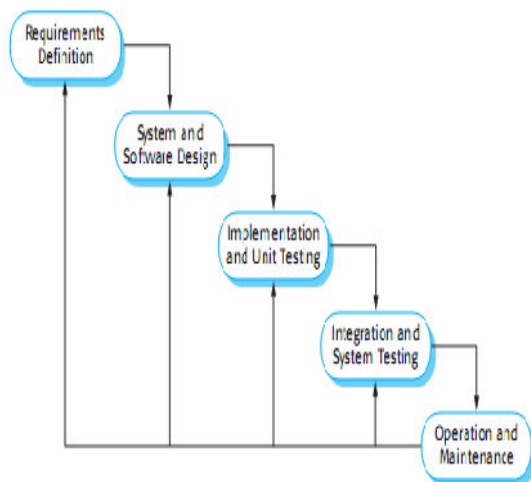 Requirements
Definition
System and
Software Design
Implementation
and Unit Testing
Integration and
System Testing
Operation and
Maintenance